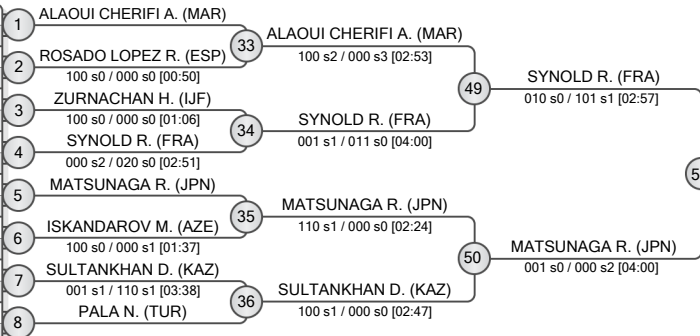 1
ALAOUI CHERIFI A. (MAR)
33
ALAOUI CHERIFI A. (MAR)
100 s2 / 000 s3 [02:53]
2
ROSADO LOPEZ R. (ESP)
100 s0 / 000 s0 [00:50]
49
SYNOLD R. (FRA)
010 s0 / 101 s1 [02:57]
3
ZURNACHAN H. (IJF)
100 s0 / 000 s0 [01:06]
34
SYNOLD R. (FRA)
001 s1 / 011 s0 [04:00]
4
SYNOLD R. (FRA)
000 s2 / 020 s0 [02:51]
5
5
MATSUNAGA R. (JPN)
35
MATSUNAGA R. (JPN)
110 s1 / 000 s0 [02:24]
6
ISKANDAROV M. (AZE)
100 s0 / 000 s1 [01:37]
50
MATSUNAGA R. (JPN)
001 s0 / 000 s2 [04:00]
7
SULTANKHAN D. (KAZ)
001 s1 / 110 s1 [03:38]
36
SULTANKHAN D. (KAZ)
100 s1 / 000 s0 [02:47]
8
PALA N. (TUR)